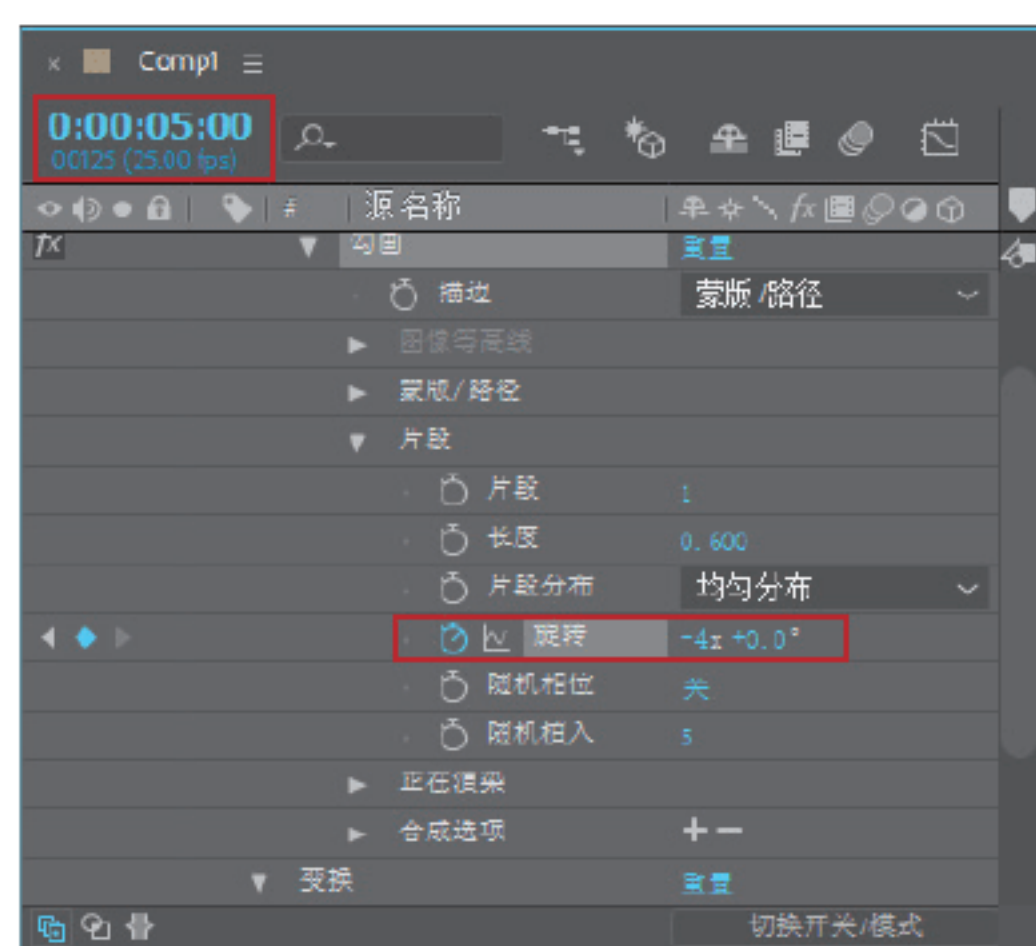 Comp1
0:00:05:00
00125 (25.00 fps)
# 源名称 fx
fx 勾画 重置
描边 蒙版/路径
图像等高线
蒙版/路径
片段
片段 1
长度 0.600
片段分布 均匀分布
旋转 -4x +0.0°
随机相位 关
随机植入 5
正在渲染
合成选项 + −
变换 重置
切换开关/模式